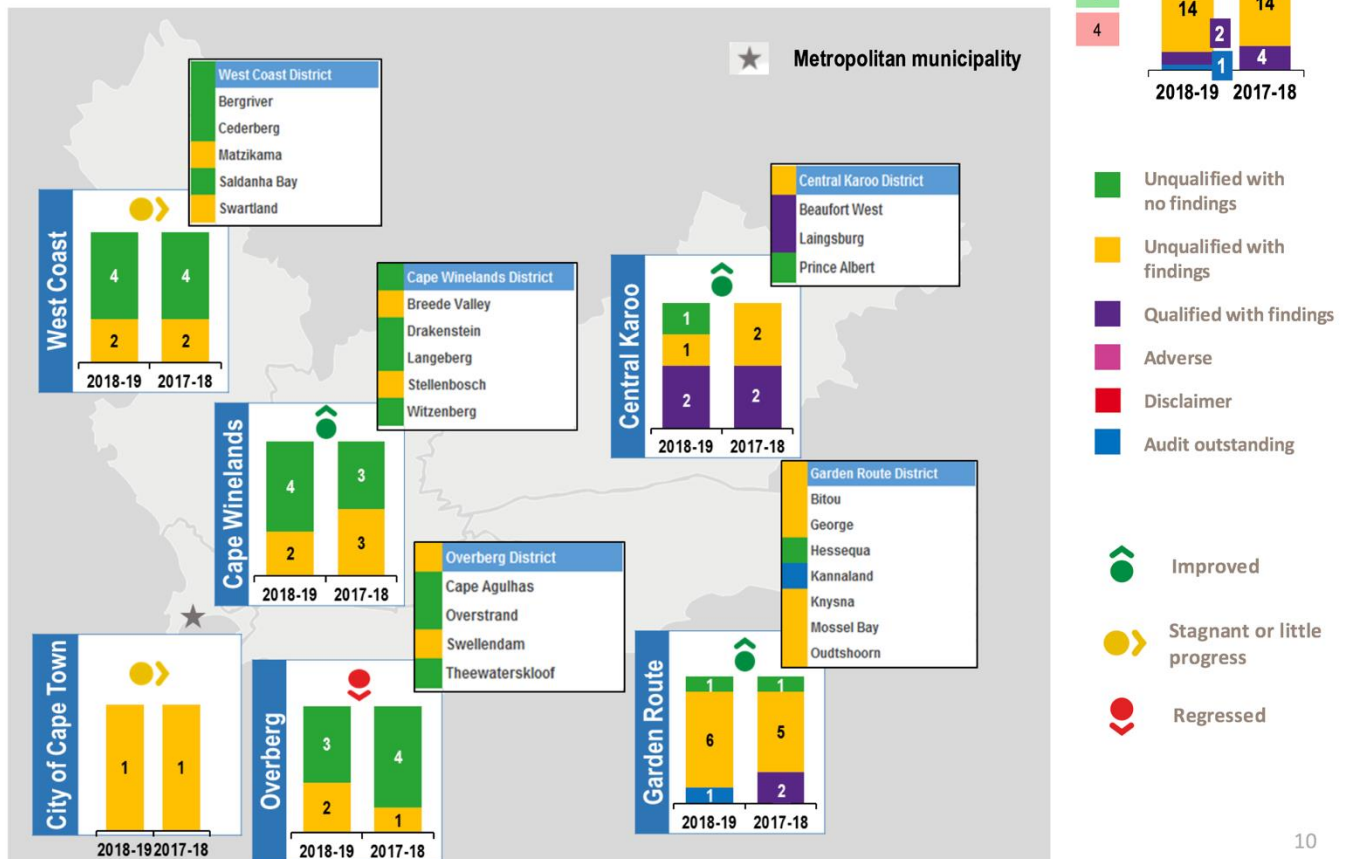 4
14
2
1
14
4
2018-19 2017-18
Metropolitan municipality
West Coast District
Bergriver
Cederberg
Matzikama
Saldanha Bay
Swartland
West Coast
4
4
2
2
2018-19 2017-18
Central Karoo District
Beaufort West
Laingsburg
Prince Albert
Central Karoo
1
1
2
2
2
2018-19 2017-18
Cape Winelands District
Breede Valley
Drakenstein
Langeberg
Stellenbosch
Witzenberg
Cape Winelands
4
3
2
3
2018-19 2017-18
Garden Route District
Bitou
George
Hessequa
Kannaland
Knysna
Mossel Bay
Oudtshoorn
Garden Route
1
1
6
5
1
2
2018-19 2017-18
Overberg District
Cape Agulhas
Overstrand
Swellendam
Theewaterskloof
Overberg
3
4
2
1
2018-19 2017-18
City of Cape Town
1
1
2018-19 2017-18
Unqualified with
no findings
Unqualified with
findings
Qualified with findings
Adverse
Disclaimer
Audit outstanding
Improved
Stagnant or little
progress
Regressed
10